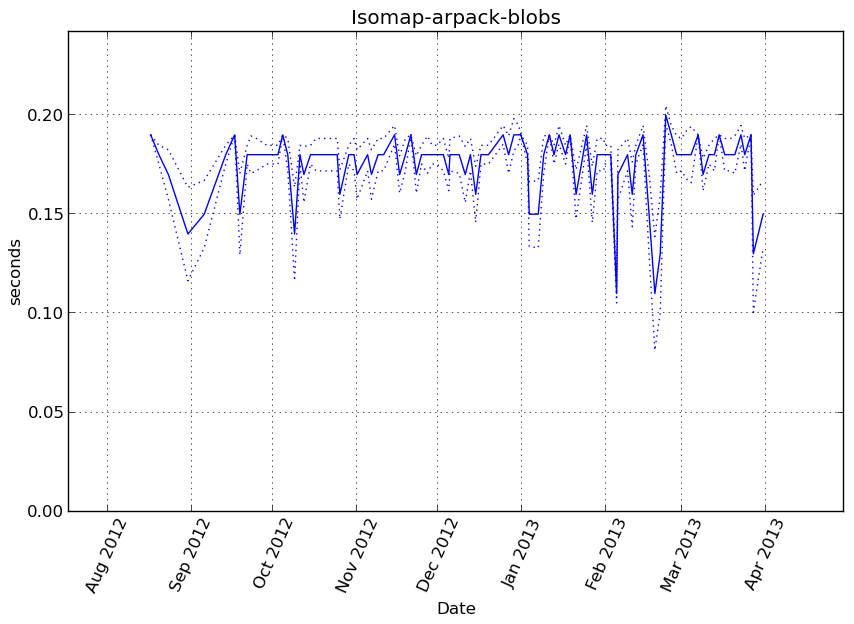 Isomap-arpack-blobs
0.20
0.15
0.10
0.05
0.00
seconds
Aug 2012
Sep 2012
Oct 2012
Nov 2012
Dec 2012
Jan 2013
Feb 2013
Mar 2013
Apr 2013
Date